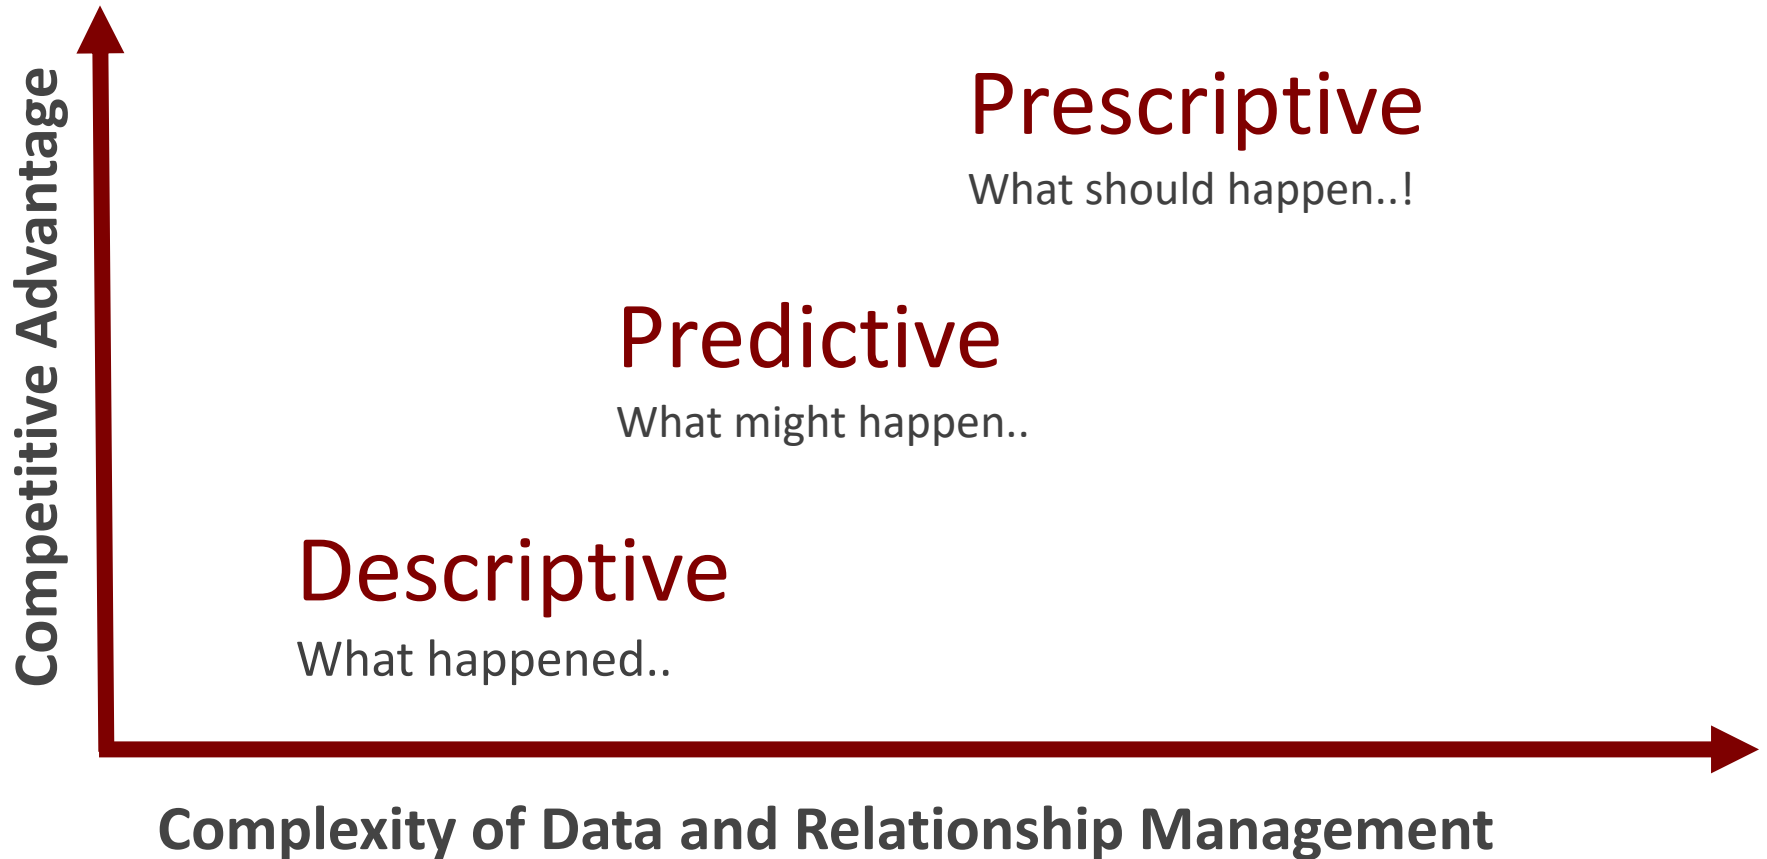 Competitive Advantage
Prescriptive
What should happen..!
Predictive
What might happen..
Descriptive
What happened..
Complexity of Data and Relationship Management